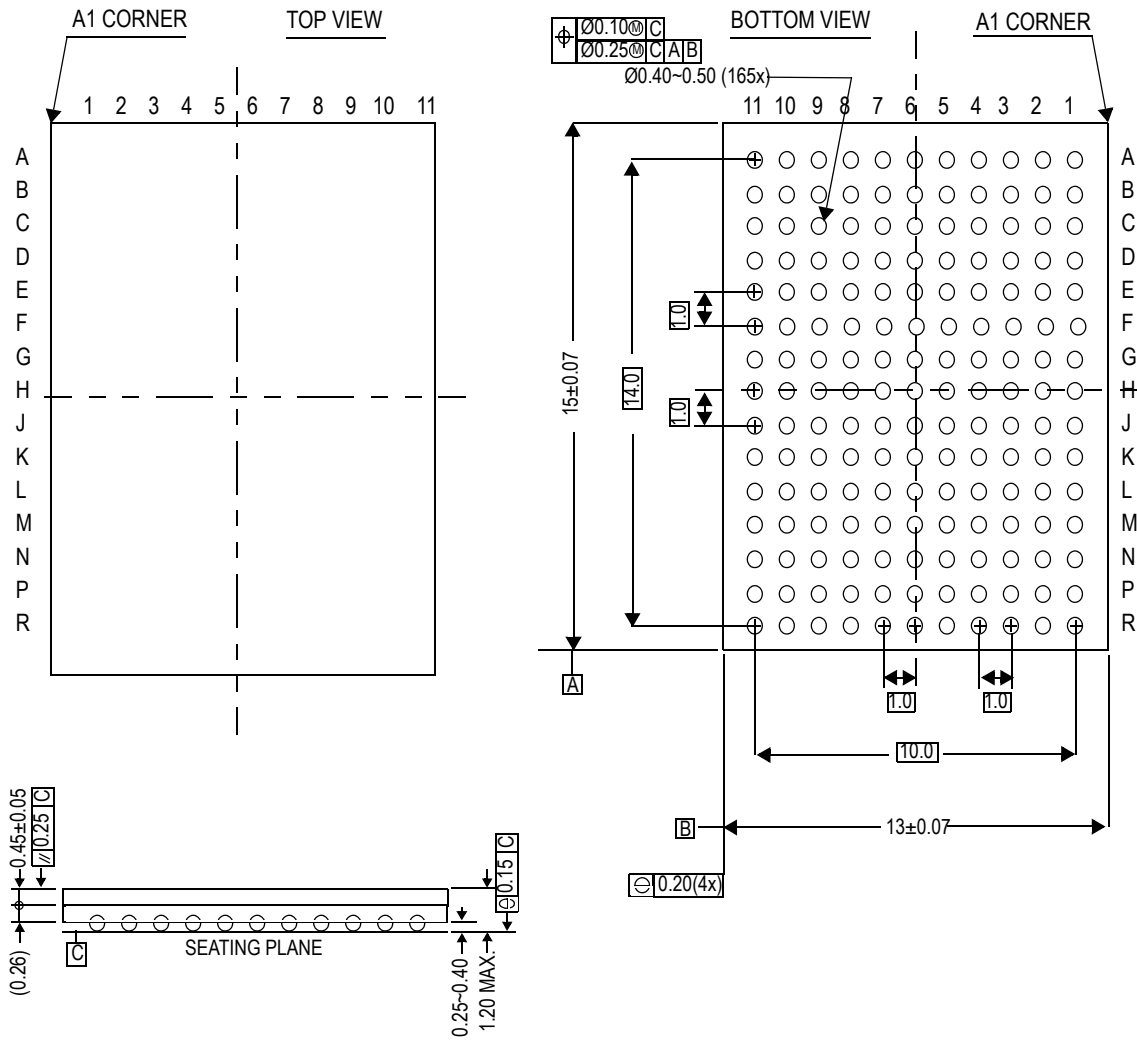 A1 CORNER
TOP VIEW
1 2 3 4 5 6 7 8 9 10 11
A
B
C
D
E
F
G
H
J
K
L
M
N
P
R
Ø0.10Ⓜ C
Ø0.25Ⓜ C A B
Ø0.40~0.50 (165x)
BOTTOM VIEW
A1 CORNER
11 10 9 8 7 6 5 4 3 2 1
A
B
C
D
E
F
G
H
J
K
L
M
N
P
R
15±0.07
14.0
1.0
1.0
A
1.0
1.0
10.0
B
13±0.07
0.20(4x)
0.45±0.05
0.25 C
(0.26)
C
SEATING PLANE
0.15 C
0.25~0.40
1.20 MAX.